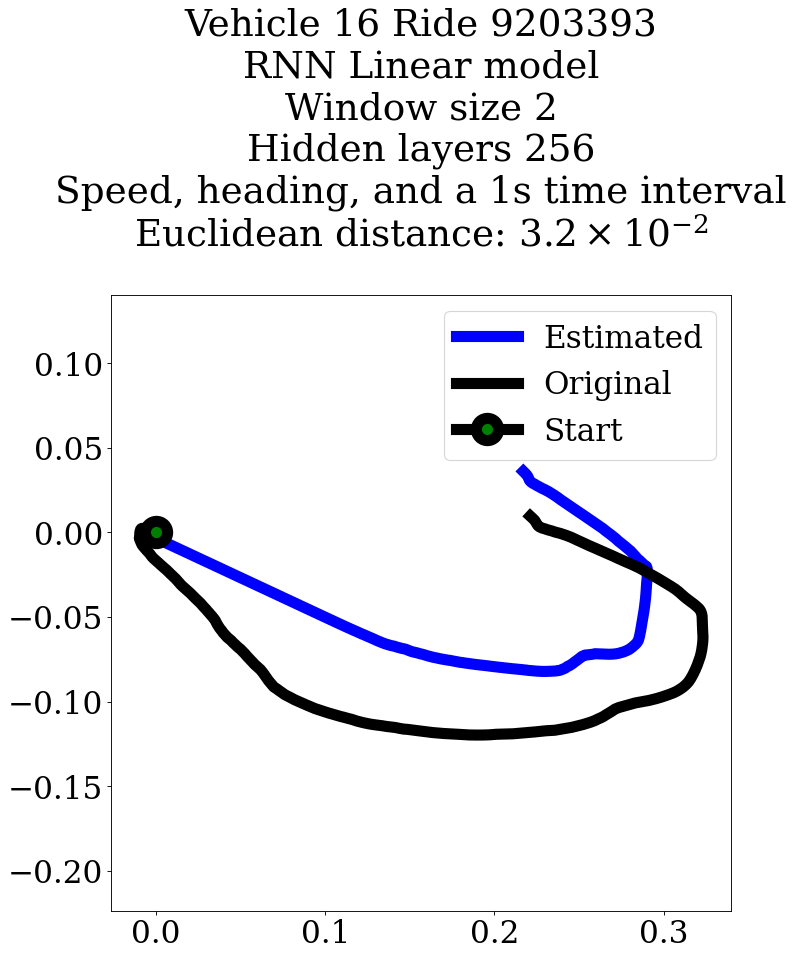 Vehicle 16 Ride 9203393
RNN Linear model
Window size 2
Hidden layers 256
Speed, heading, and a 1s time interval
Euclidean distance: 3.2 × 10⁻²
Estimated
Original
Start
0.10
0.05
0.00
−0.05
−0.10
−0.15
−0.20
0.0 0.1 0.2 0.3